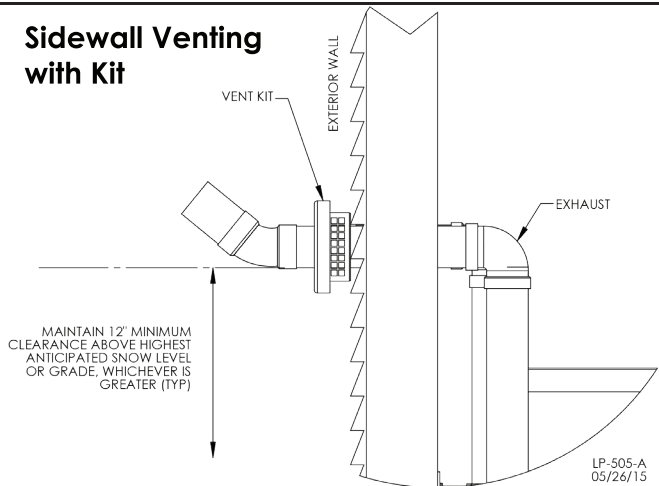 Sidewall Venting
with Kit
VENT KIT
EXTERIOR WALL
EXHAUST
MAINTAIN 12" MINIMUM
CLEARANCE ABOVE HIGHEST
ANTICIPATED SNOW LEVEL
OR GRADE, WHICHEVER IS
GREATER (TYP)
LP-505-A
05/26/15